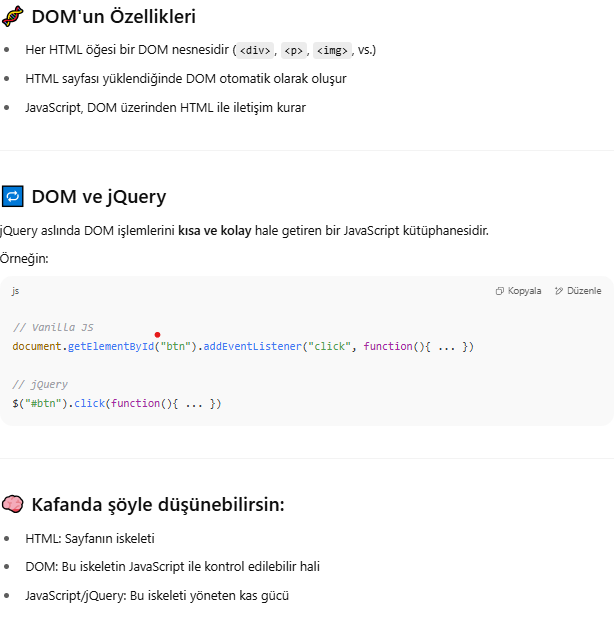 DOM'un Özellikleri
Her HTML öğesi bir DOM nesnesidir (<div>, <p>, <img>, vs.)
HTML sayfası yüklendiğinde DOM otomatik olarak oluşur
JavaScript, DOM üzerinden HTML ile iletişim kurar
DOM ve jQuery
jQuery aslında DOM işlemlerini kısa ve kolay hale getiren bir JavaScript kütüphanesidir.
Örneğin:
js Kopyala Düzenle
// Vanilla JS
document.getElementById("btn").addEventListener("click", function(){ ... })
// jQuery
$("#btn").click(function(){ ... })
Kafanda şöyle düşünebilirsin:
HTML: Sayfanın iskeleti
DOM: Bu iskeletin JavaScript ile kontrol edilebilir hali
JavaScript/jQuery: Bu iskeleti yöneten kas gücü